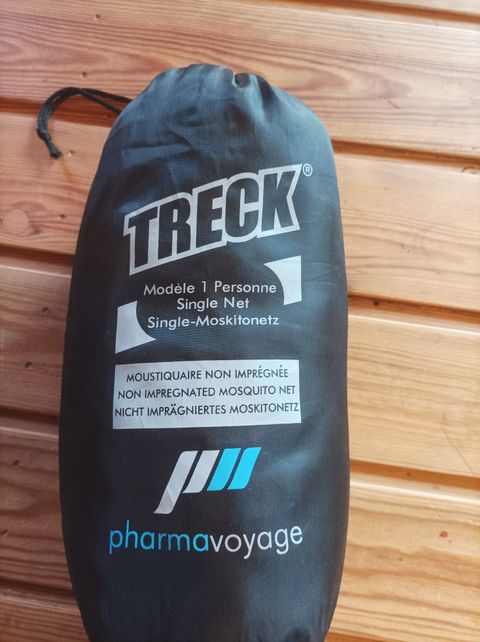 TRECK®
Modèle 1 Personne
Single Net
Single-Moskitonetz
MOUSTIQUAIRE NON IMPRÉGNÉE
NON IMPREGNATED MOSQUITO NET
NICHT IMPRÄGNIERTES MOSKITONETZ
pharmavoyage